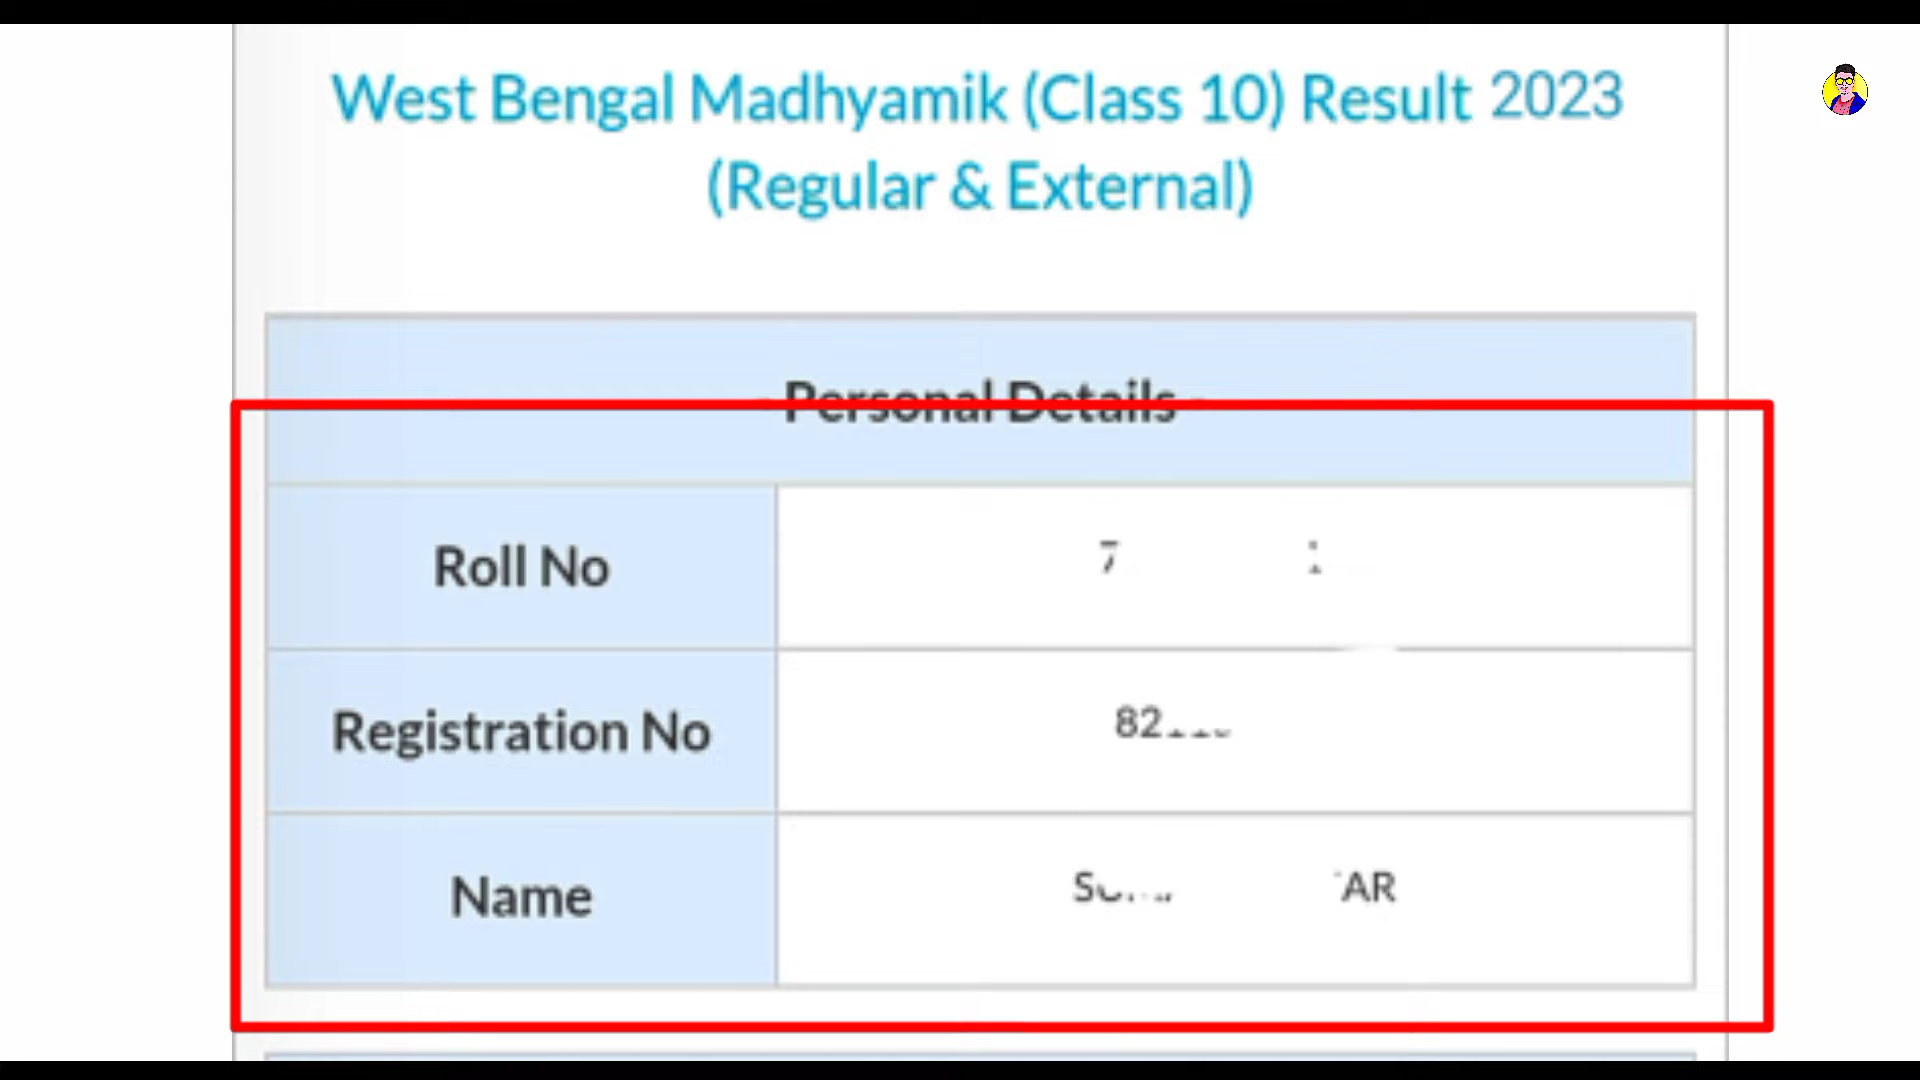 West Bengal Madhyamik (Class 10) Result 2023
(Regular & External)
- Personal Details -
Roll No
Registration No
Name